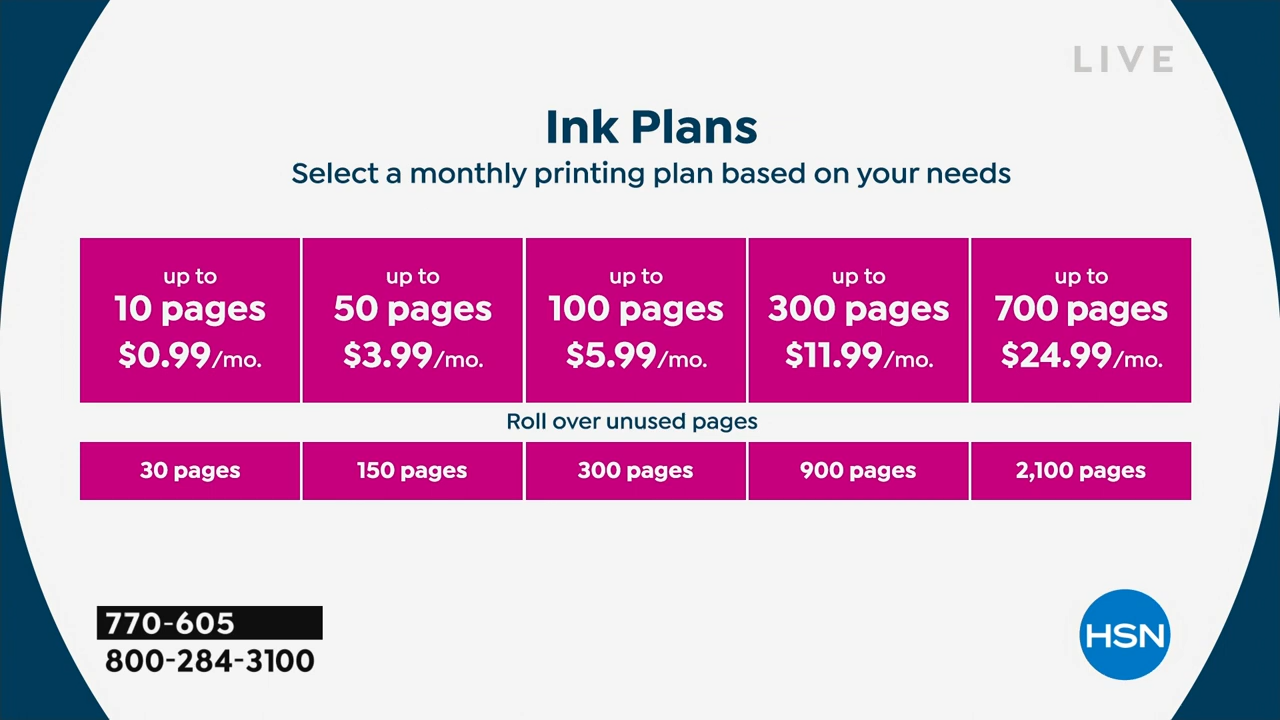 LIVE
Ink Plans
Select a monthly printing plan based on your needs
up to
10 pages
$0.99/mo.
up to
50 pages
$3.99/mo.
up to
100 pages
$5.99/mo.
up to
300 pages
$11.99/mo.
up to
700 pages
$24.99/mo.
Roll over unused pages
30 pages
150 pages
300 pages
900 pages
2,100 pages
770-605
800-284-3100
HSN